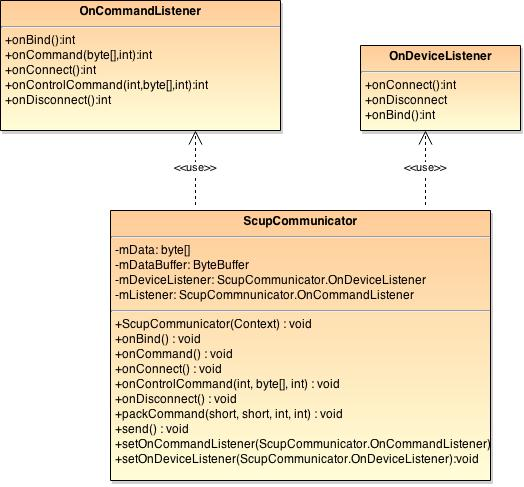 OnCommandListener
+onBind():int
+onCommand(byte[],int):int
+onConnect():int
+onControlCommand(int,byte[],int):int
+onDisconnect():int
OnDeviceListener
+onConnect():int
+onDisconnect
+onBind():int
<<use>>
<<use>>
ScupCommunicator
-mData: byte[]
-mDataBuffer: ByteBuffer
-mDeviceListener: ScupCommunicator.OnDeviceListener
-mListener: ScupCommnunicator.OnCommandListener
+ScupCommunicator(Context) : void
+onBind() : void
+onCommand() : void
+onConnect() : void
+onControlCommand(int, byte[], int) : void
+onDisconnect() : void
+packCommand(short, short, int, int) : void
+send() : void
+setOnCommandListener(ScupCommunicator.OnCommandListener)
+setOnDeviceListener(ScupCommunicator.OnDeviceListener):void